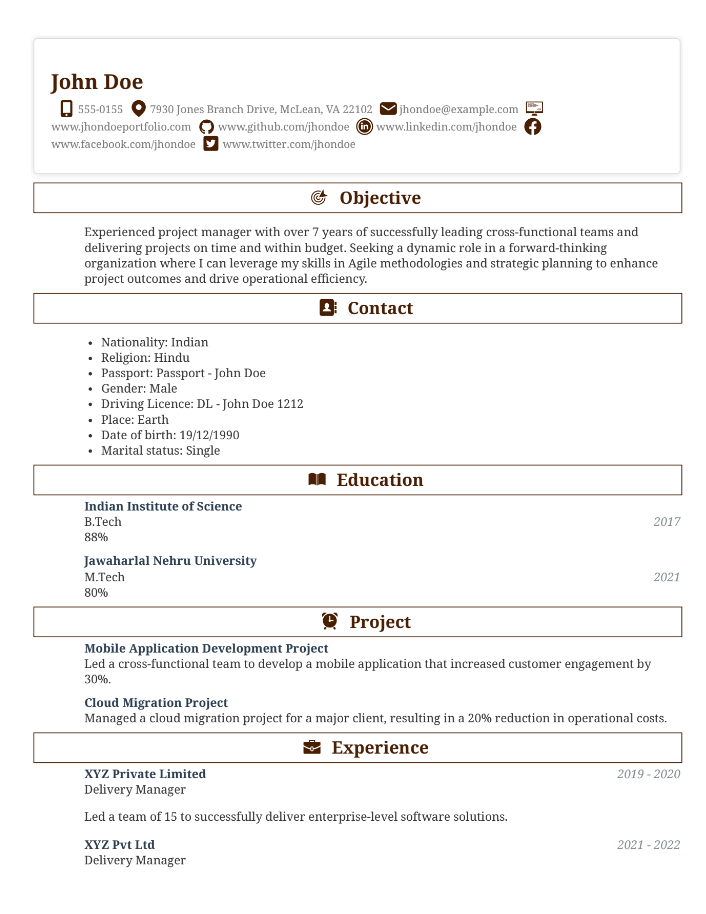 John Doe
555-0155 7930 Jones Branch Drive, McLean, VA 22102 jhondoe@example.com
www.jhondoeportfolio.com www.github.com/jhondoe www.linkedin.com/jhondoe
www.facebook.com/jhondoe www.twitter.com/jhondoe
Objective
Experienced project manager with over 7 years of successfully leading cross-functional teams and
delivering projects on time and within budget. Seeking a dynamic role in a forward-thinking
organization where I can leverage my skills in Agile methodologies and strategic planning to enhance
project outcomes and drive operational efficiency.
Contact
• Nationality: Indian
• Religion: Hindu
• Passport: Passport - John Doe
• Gender: Male
• Driving Licence: DL - John Doe 1212
• Place: Earth
• Date of birth: 19/12/1990
• Marital status: Single
Education
Indian Institute of Science
B.Tech 2017
88%
Jawaharlal Nehru University
M.Tech 2021
80%
Project
Mobile Application Development Project
Led a cross-functional team to develop a mobile application that increased customer engagement by
30%.
Cloud Migration Project
Managed a cloud migration project for a major client, resulting in a 20% reduction in operational costs.
Experience
XYZ Private Limited 2019 - 2020
Delivery Manager
Led a team of 15 to successfully deliver enterprise-level software solutions.
XYZ Pvt Ltd 2021 - 2022
Delivery Manager